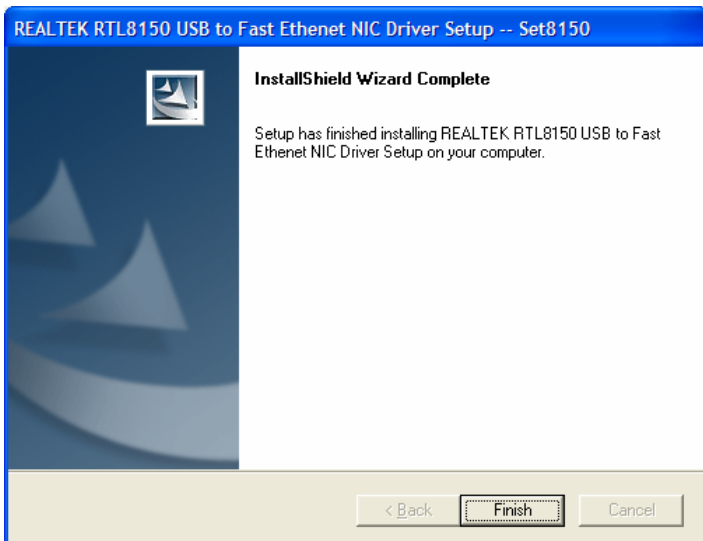 REALTEK RTL8150 USB to Fast Ethenet NIC Driver Setup -- Set8150
InstallShield Wizard Complete
Setup has finished installing REALTEK RTL8150 USB to Fast
Ethenet NIC Driver Setup on your computer.
< Back
Finish
Cancel